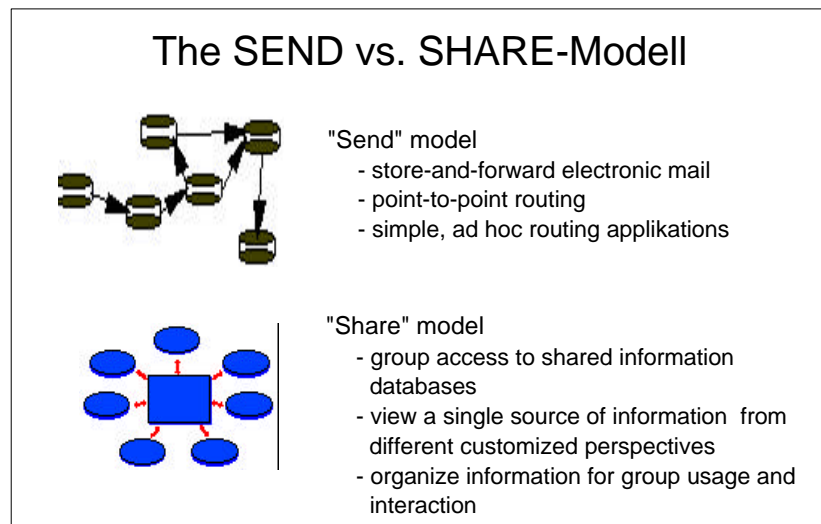 The SEND vs. SHARE-Modell
"Send" model
- store-and-forward electronic mail
- point-to-point routing
- simple, ad hoc routing applikations
"Share" model
- group access to shared information
databases
- view a single source of information from
different customized perspectives
- organize information for group usage and
interaction